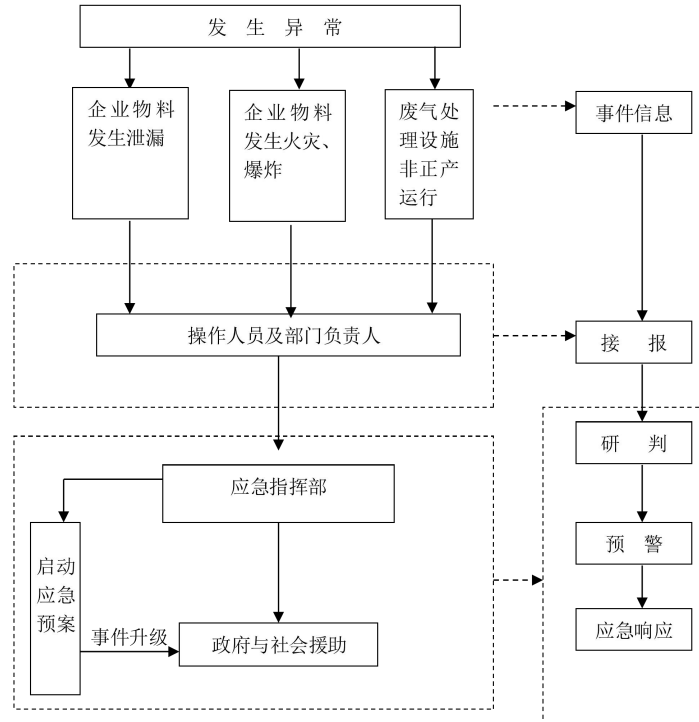 发 生 异 常
企业物料
发生泄漏
企业物料
发生火灾、
爆炸
废气处
理设施
非正产
运行
事件信息
操作人员及部门负责人
接 报
研 判
应急指挥部
预 警
启动
应急
预案
事件升级
政府与社会援助
应急响应